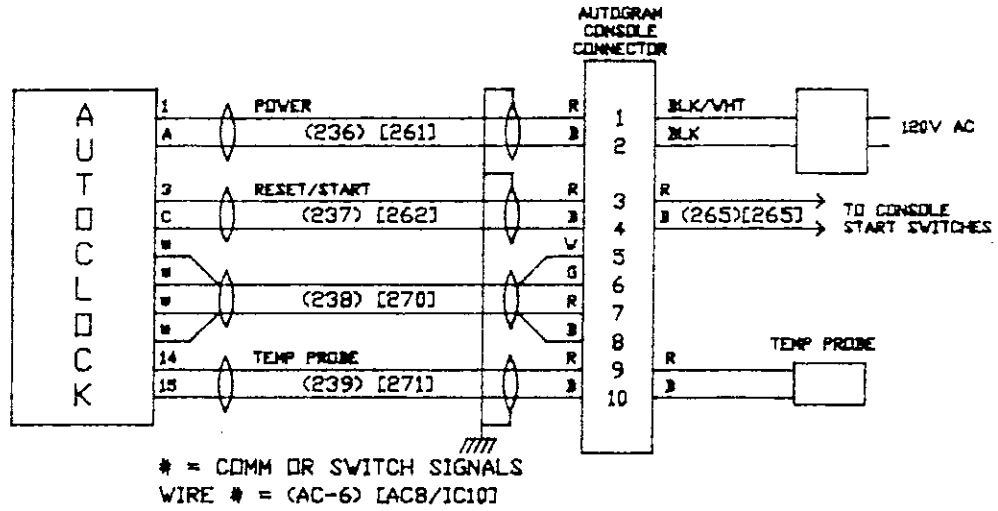 AUTOGRAM
CONSOLE
CONNECTOR
AUTOCLOCK
1 POWER R 1 BLK/WHT
A (236) [261] B 2 BLK
120V AC
3 RESET/START R 3 R
C (237) [262] B 4 B (265)[265]
TO CONSOLE
START SWITCHES
# W 5
# G 6
# (238) [270] R 7
# B 8
14 TEMP PROBE R 9 R
15 (239) [271] B 10 B
TEMP PROBE
# = COMM OR SWITCH SIGNALS
WIRE # = (AC-6) [AC8/IC10]